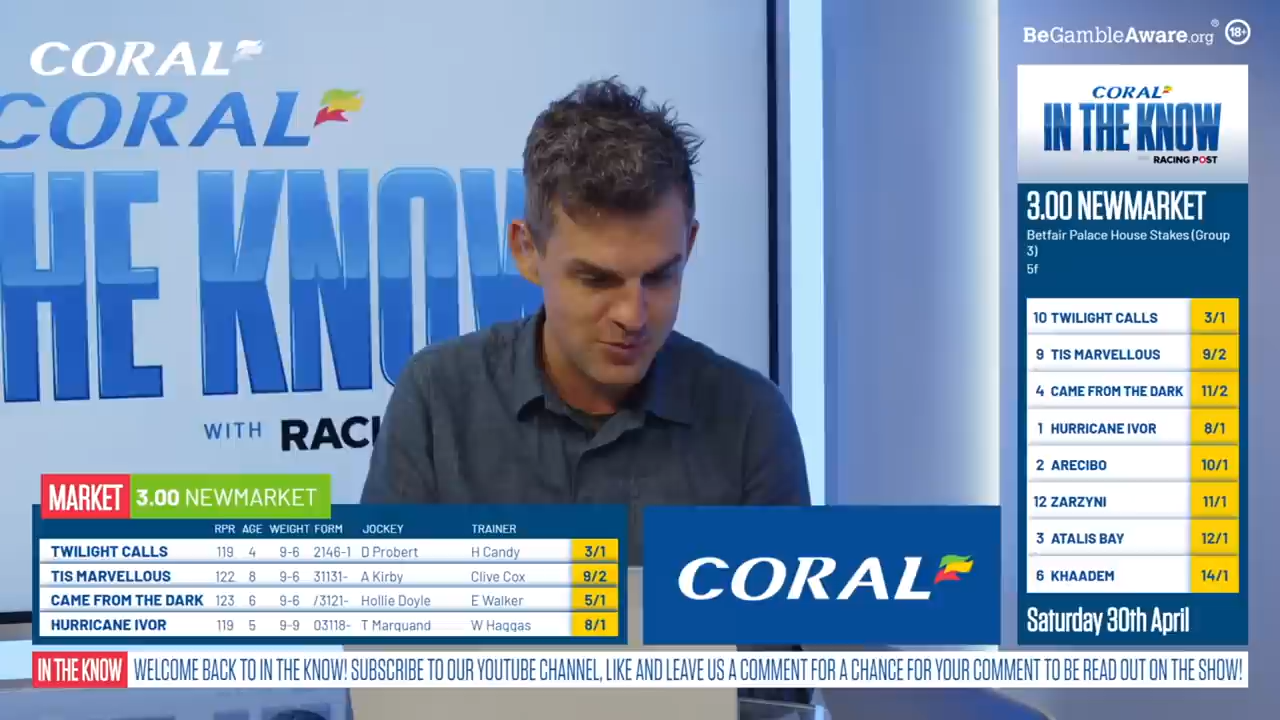 CORAL
CORAL
THE KNOW
WITH RACI
BeGambleAware.org® 18+
CORAL
IN THE KNOW
WITH RACING POST
3.00 NEWMARKET
Betfair Palace House Stakes (Group
3)
5f
10 TWILIGHT CALLS 3/1
9 TIS MARVELLOUS 9/2
4 CAME FROM THE DARK 11/2
1 HURRICANE IVOR 8/1
2 ARECIBO 10/1
12 ZARZYNI 11/1
3 ATALIS BAY 12/1
6 KHAADEM 14/1
Saturday 30th April
MARKET 3.00 NEWMARKET
RPR AGE WEIGHT FORM JOCKEY TRAINER
TWILIGHT CALLS 119 4 9-6 2146-1 D Probert H Candy 3/1
TIS MARVELLOUS 122 8 9-6 31131- A Kirby Clive Cox 9/2
CAME FROM THE DARK 123 6 9-6 /3121- Hollie Doyle E Walker 5/1
HURRICANE IVOR 119 5 9-9 03118- T Marquand W Haggas 8/1
CORAL
IN THE KNOW WELCOME BACK TO IN THE KNOW! SUBSCRIBE TO OUR YOUTUBE CHANNEL, LIKE AND LEAVE US A COMMENT FOR A CHANCE FOR YOUR COMMENT TO BE READ OUT ON THE SHOW!